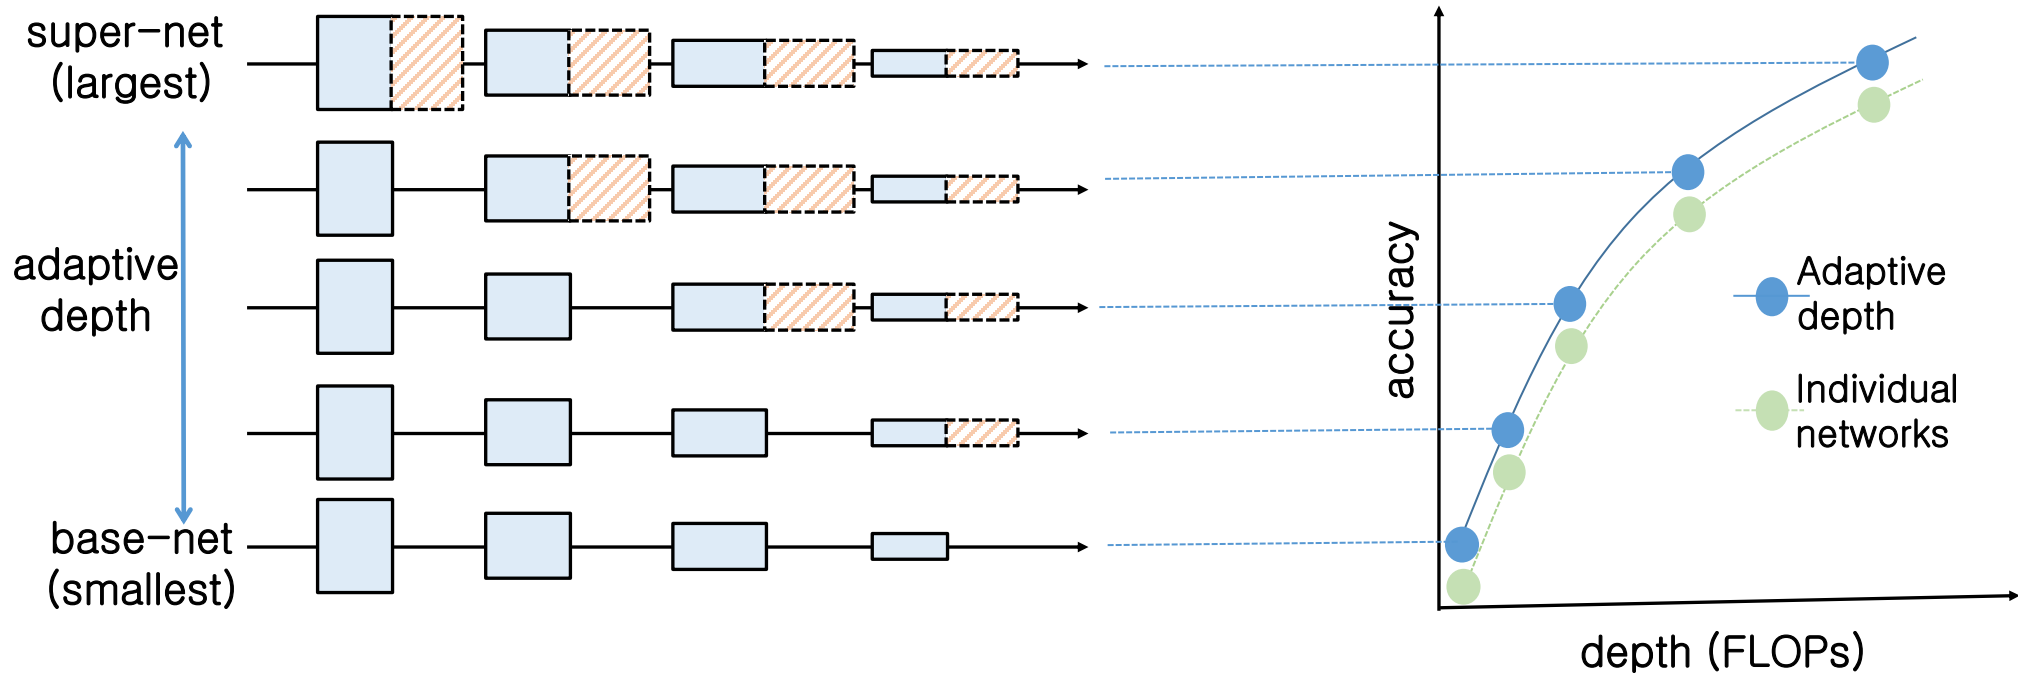 super-net
(largest)
adaptive
depth
base-net
(smallest)
accuracy
Adaptive
depth
Individual
networks
depth (FLOPs)